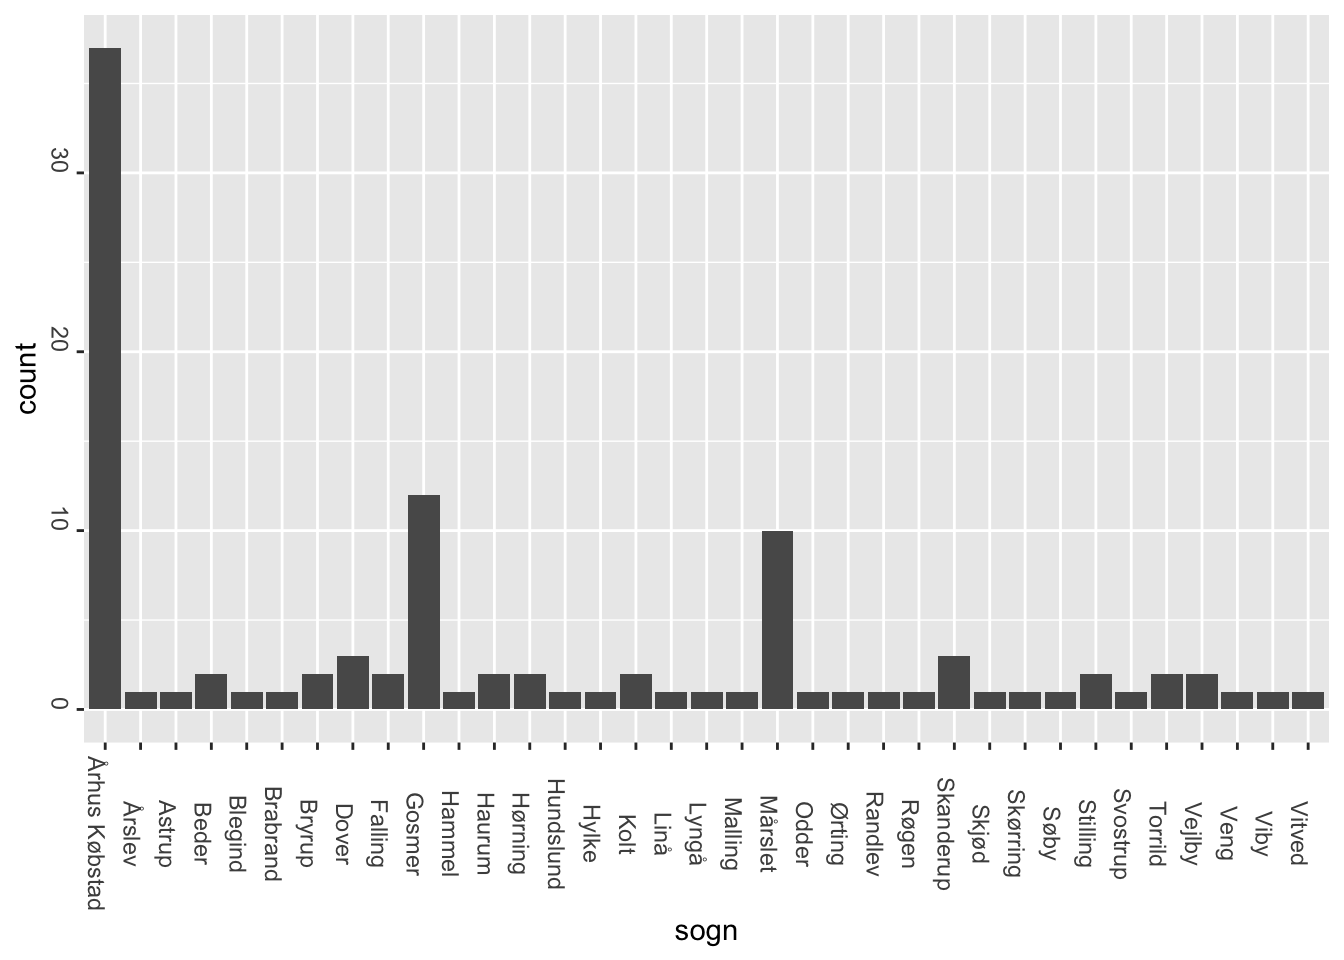 count
30
20
10
0
Århus Købstad
Årslev
Astrup
Beder
Blegind
Brabrand
Bryrup
Dover
Falling
Gosmer
Hammel
Haurum
Hørning
Hundslund
Hylke
Kolt
Linå
Lyngå
Malling
Mårslet
Odder
Ørting
Randlev
Røgen
Skanderup
Skjød
Skørring
Søby
Stilling
Svostrup
Torrild
Vejlby
Veng
Viby
Vitved
sogn